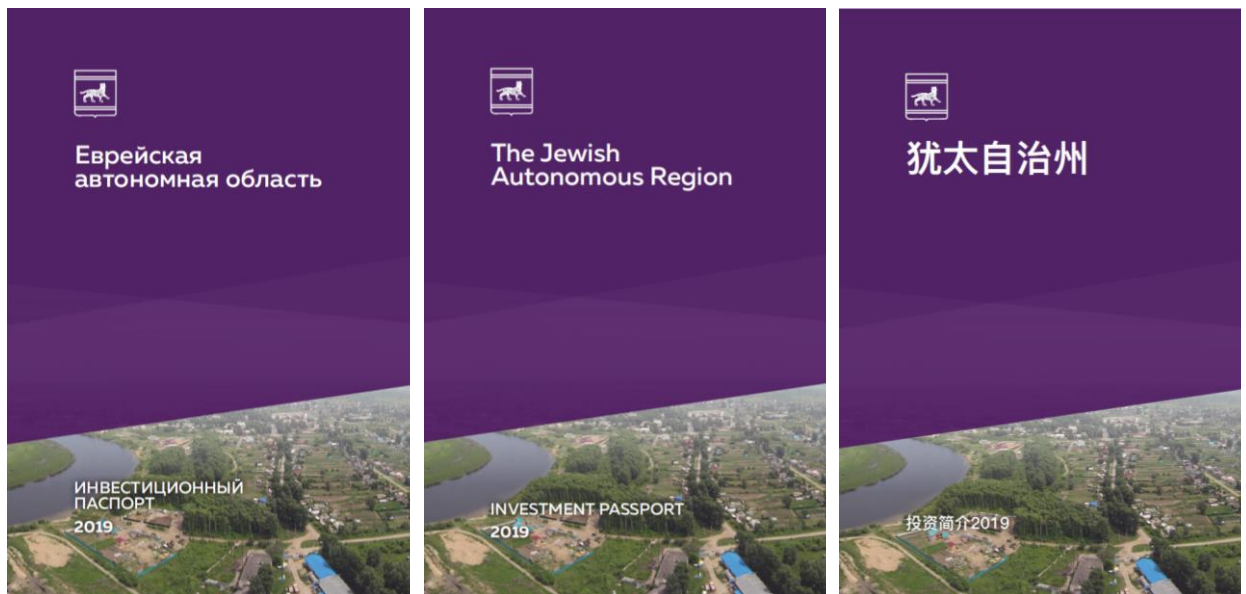 Еврейская
автономная область
ИНВЕСТИЦИОННЫЙ
ПАСПОРТ
2019
The Jewish
Autonomous Region
INVESTMENT PASSPORT
2019
犹太自治州
投资简介2019